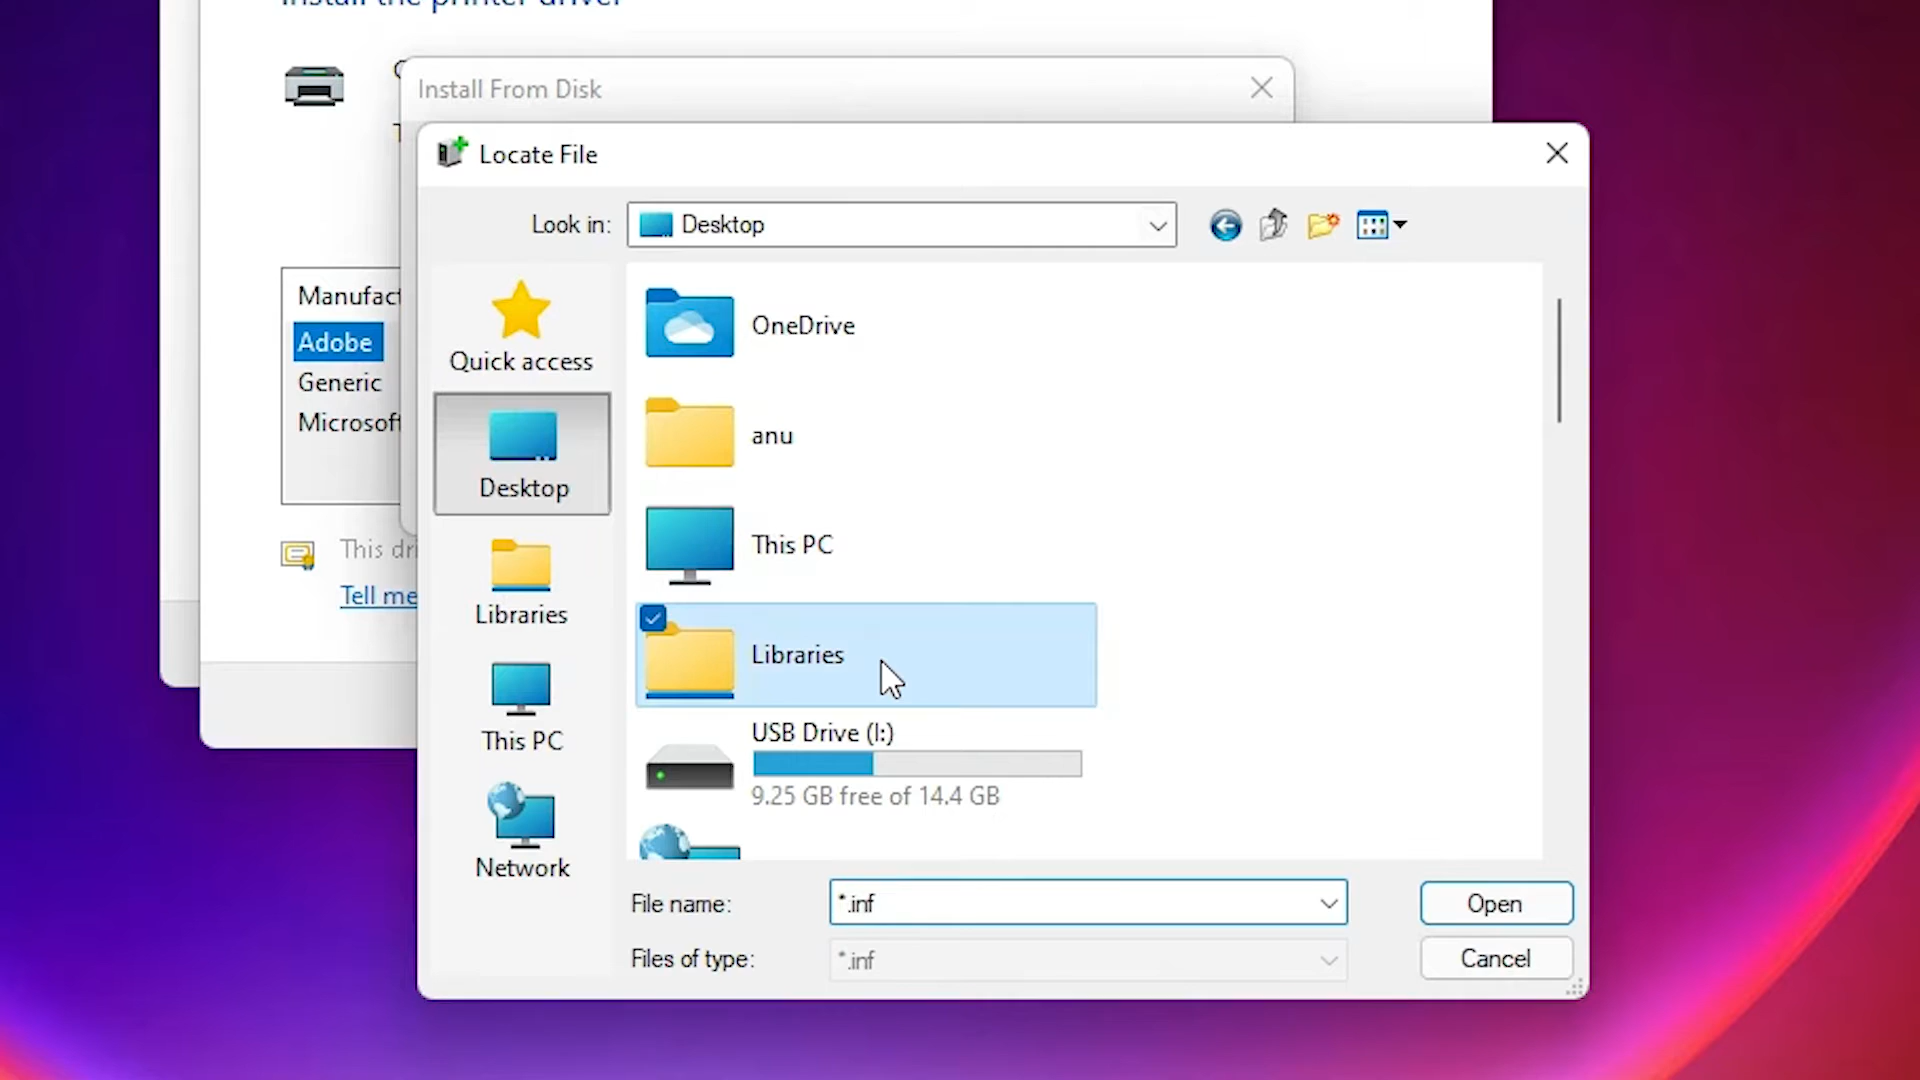 Install the printer driver
Install From Disk
Locate File
Look in:
Desktop
Manufact
Adobe
Generic
Microsoft
This dri
Tell me
Quick access
Desktop
Libraries
This PC
Network
OneDrive
anu
This PC
Libraries
USB Drive (I:)
9.25 GB free of 14.4 GB
File name:
*.inf
Open
Files of type:
*.inf
Cancel